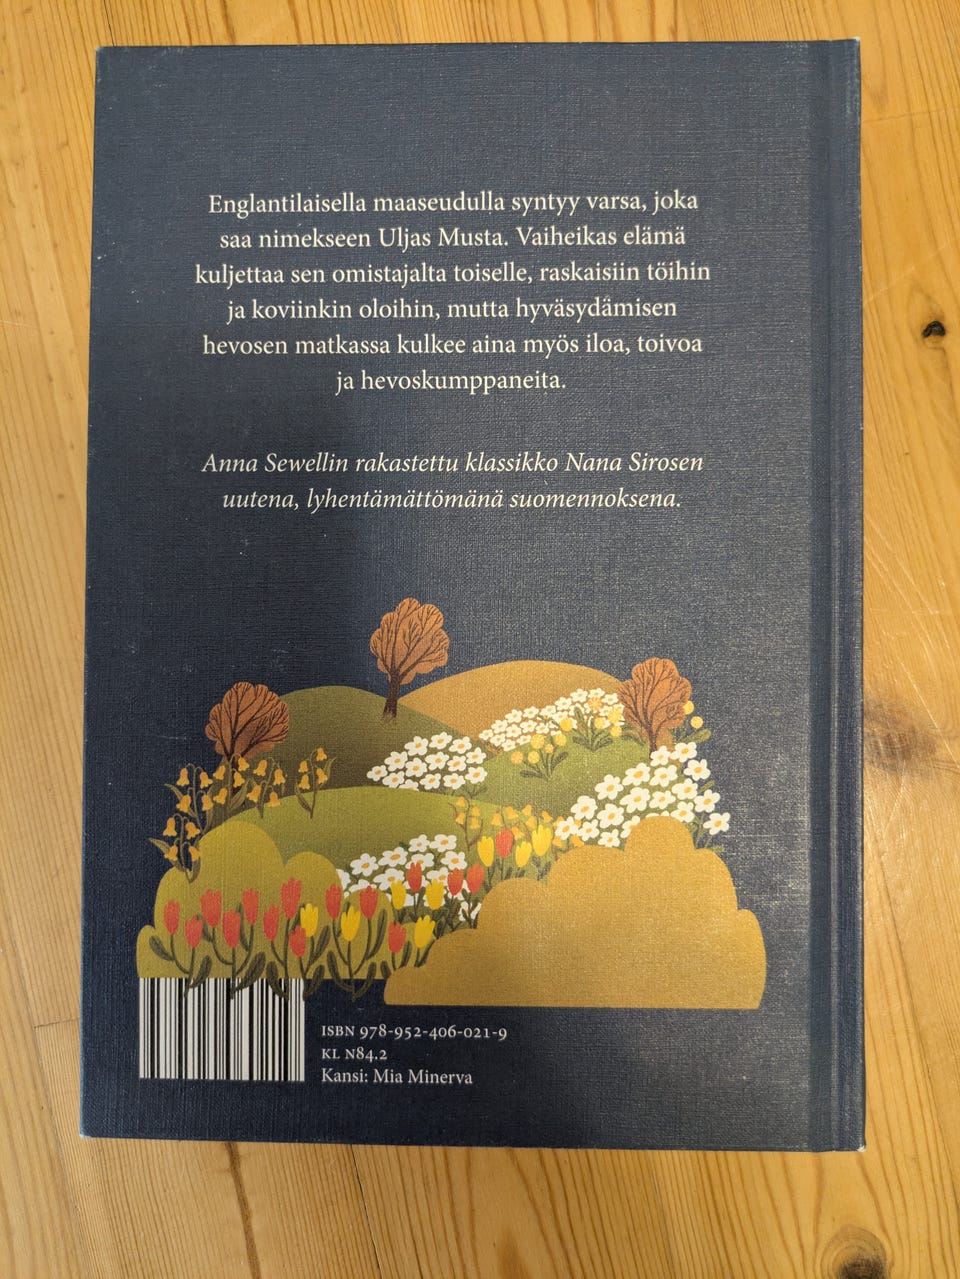 Englantilaisella maaseudulla syntyy varsa, joka
saa nimekseen Uljas Musta. Vaiheikas elämä
kuljettaa sen omistajalta toiselle, raskaisiin töihin
ja koviinkin oloihin, mutta hyväsydämisen
hevosen matkassa kulkee aina myös iloa, toivoa
ja hevoskumppaneita.
Anna Sewellin rakastettu klassikko Nana Sirosen
uutena, lyhentämättömänä suomennoksena.
ISBN 978-952-406-021-9
KL N84.2
Kansi: Mia Minerva